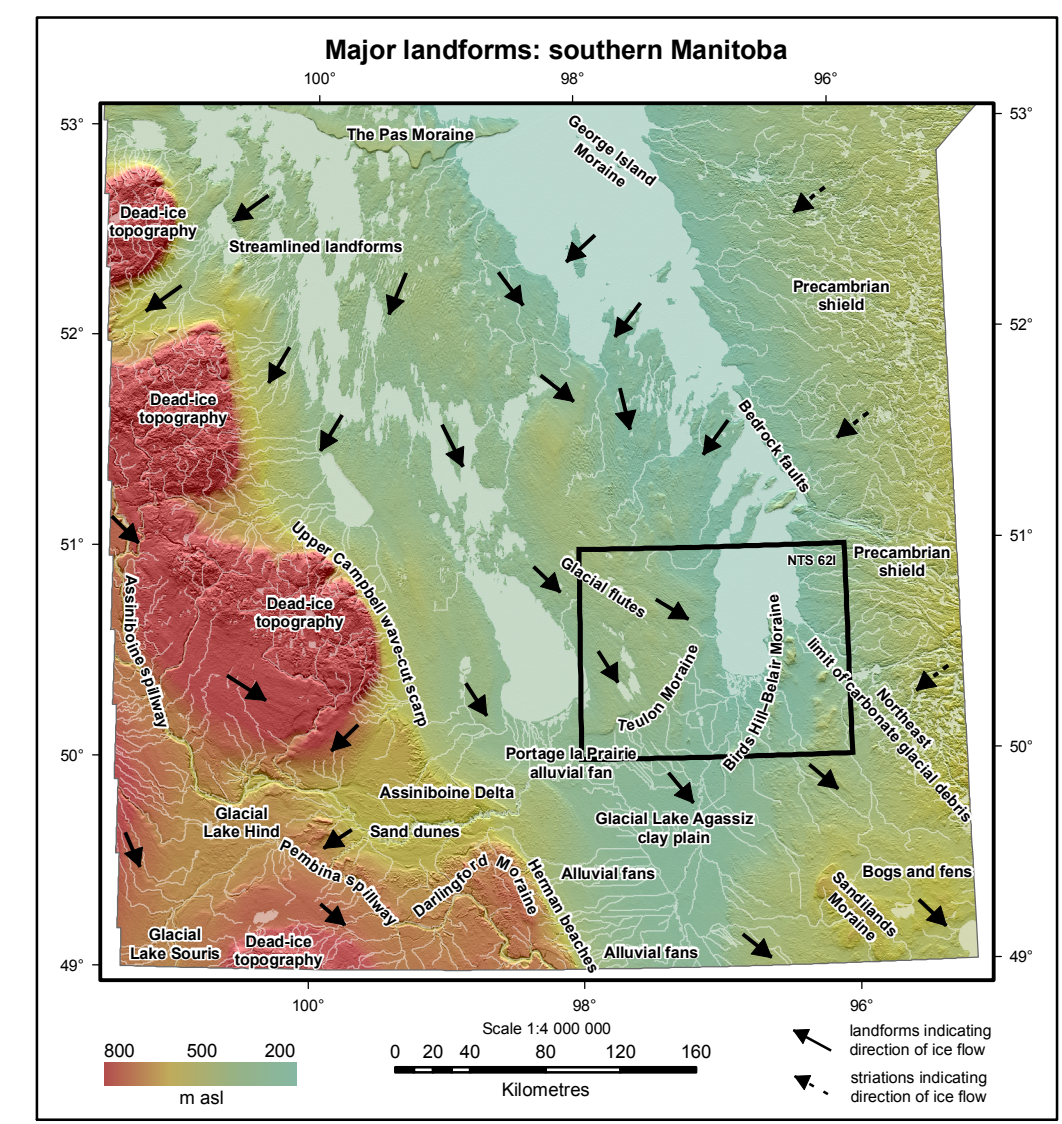 Major landforms: southern Manitoba
100°
98°
96°
53°
53°
The Pas Moraine
George Island
Moraine
Dead-ice
topography
Streamlined landforms
Precambrian
shield
52°
52°
Dead-ice
topography
Bedrock faults
51°
51°
Upper Campbell wave-cut scarp
NTS 62I
Precambrian
shield
Glacial flutes
Assiniboine spillway
Dead-ice
topography
Teulon Moraine
Birds Hill–Belair Moraine
Northeast
limit of carbonate glacial debris
50°
50°
Portage la Prairie
alluvial fan
Assiniboine Delta
Glacial
Lake Hind
Sand dunes
Glacial Lake Agassiz
clay plain
Pembina spillway
Darlingford
Moraine
Herman beaches
Alluvial fans
Bogs and fens
Sandilands
Moraine
Glacial
Lake Souris
Dead-ice
topography
Alluvial fans
49°
49°
100°
98°
96°
Scale 1:4 000 000
0 20 40 80 120 160
Kilometres
800 500 200
m asl
landforms indicating
direction of ice flow
striations indicating
direction of ice flow